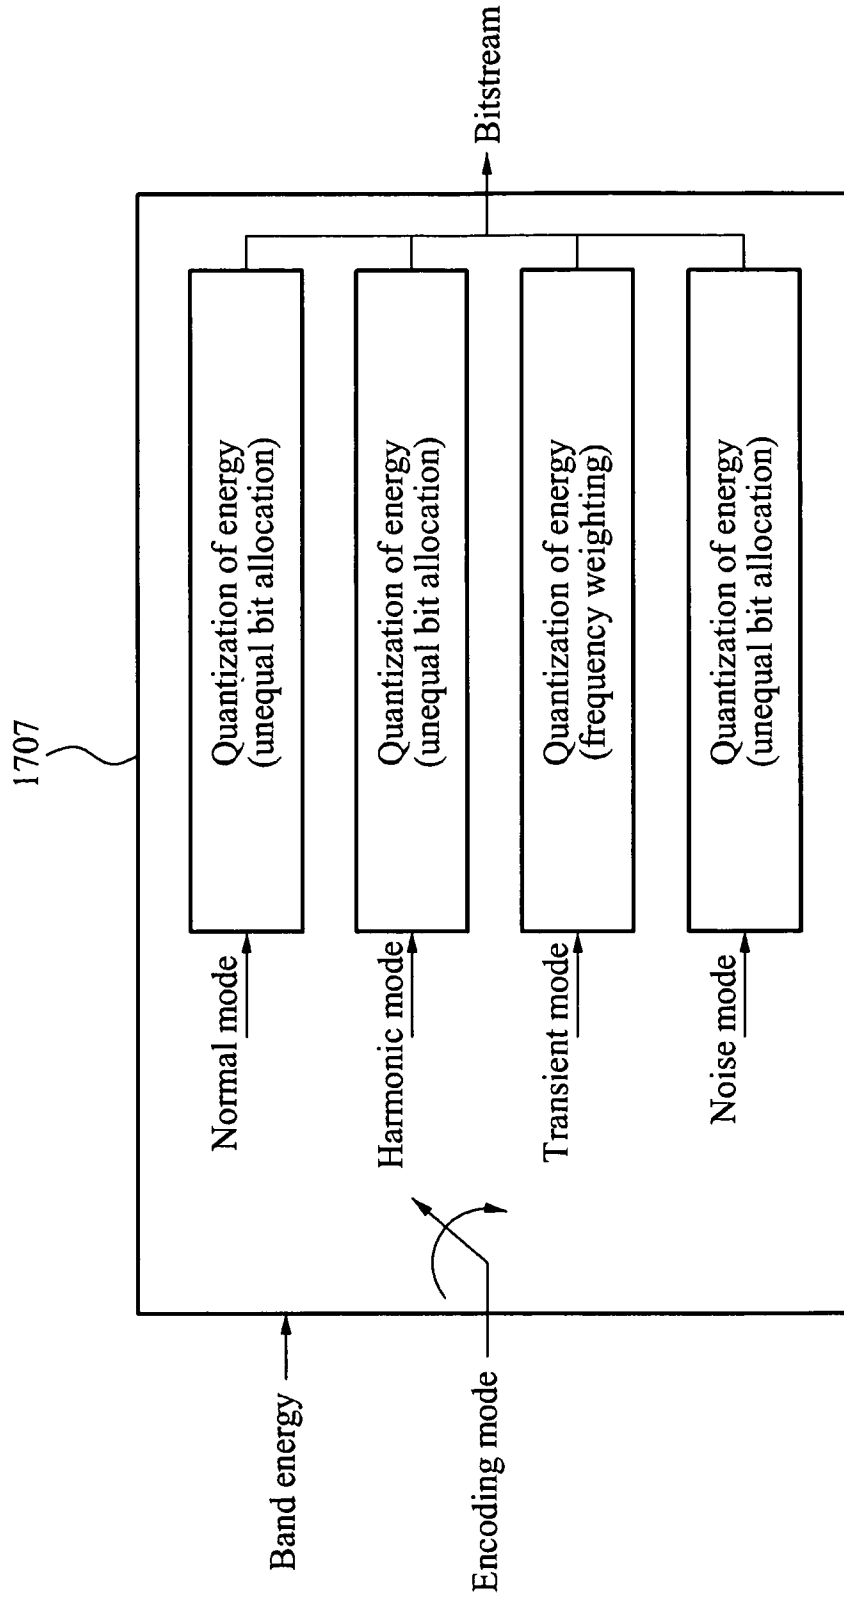 1707
Band energy
Encoding mode
Normal mode
Quantization of energy
(unequal bit allocation)
Harmonic mode
Quantization of energy
(unequal bit allocation)
Transient mode
Quantization of energy
(frequency weighting)
Noise mode
Quantization of energy
(unequal bit allocation)
Bitstream